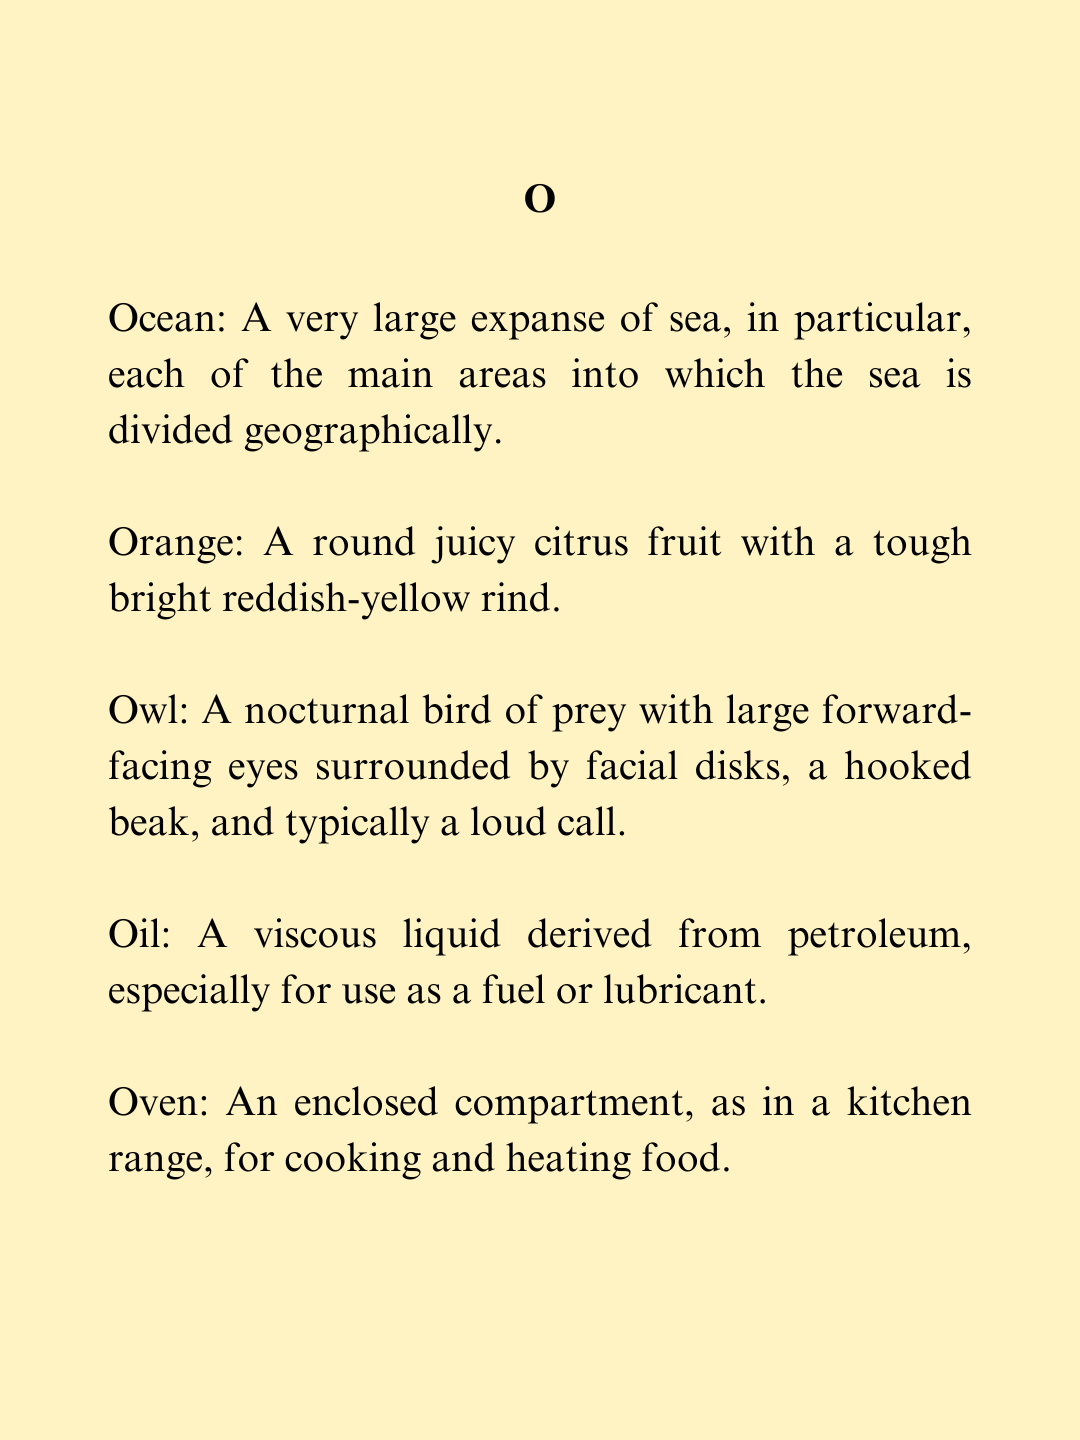 O
Ocean: A very large expanse of sea, in particular,
each of the main areas into which the sea is
divided geographically.
Orange: A round juicy citrus fruit with a tough
bright reddish-yellow rind.
Owl: A nocturnal bird of prey with large forward-
facing eyes surrounded by facial disks, a hooked
beak, and typically a loud call.
Oil: A viscous liquid derived from petroleum,
especially for use as a fuel or lubricant.
Oven: An enclosed compartment, as in a kitchen
range, for cooking and heating food.